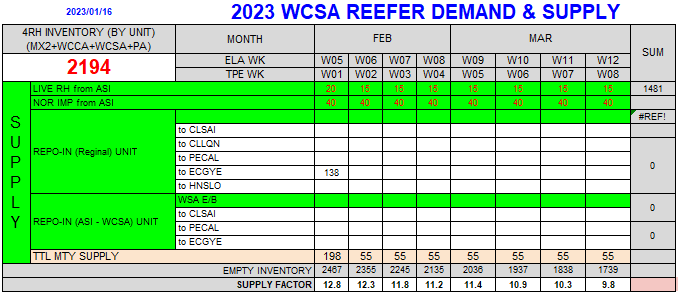 2023/01/16 2023 WCSA REEFER DEMAND & SUPPLY
4RH INVENTORY (BY UNIT) MONTH FEB MAR SUM
(MX2+WCCA+WCSA+PA)
2194 ELA WK W05 W06 W07 W08 W09 W10 W11 W12
TPE WK W01 W02 W03 W04 W05 W06 W07 W08
SUPPLY
LIVE RH from ASI 20 15 15 15 15 15 15 15 1481
NOR IMP from ASI 40 40 40 40 40 40 40 40
#REF!
REPO-IN (Reginal) UNIT 0
to CLSAI
to CLLQN
to PECAL
to ECGYE 138
to HNSLO
REPO-IN (ASI - WCSA) UNIT
WSA E/B 0
to CLSAI
to PECAL 0
to ECGYE
TTL MTY SUPPLY 198 55 55 55 55 55 55 55
EMPTY INVENTORY 2467 2355 2245 2135 2036 1937 1838 1739
SUPPLY FACTOR 12.8 12.3 11.8 11.2 11.4 10.9 10.3 9.8